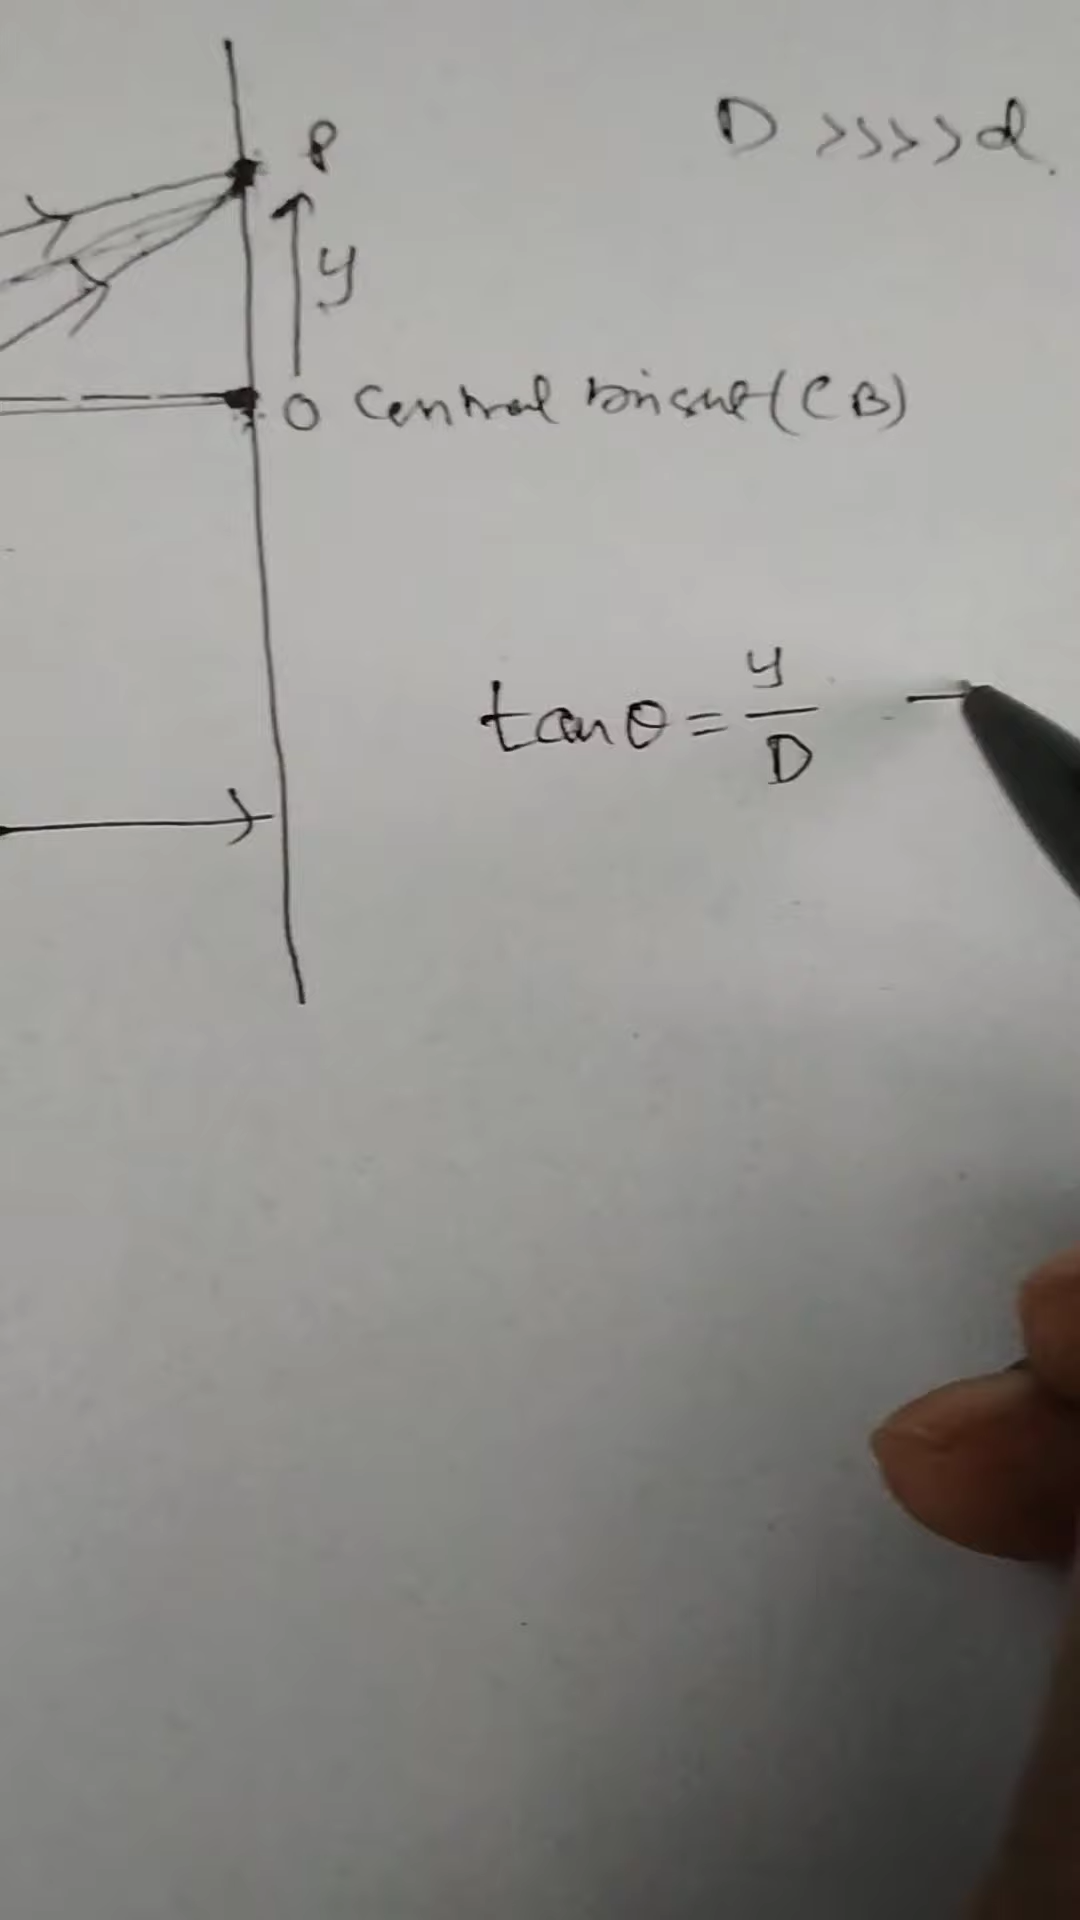 D >>>> d
P
y
O Central bright (CB)
tanθ = y/D —